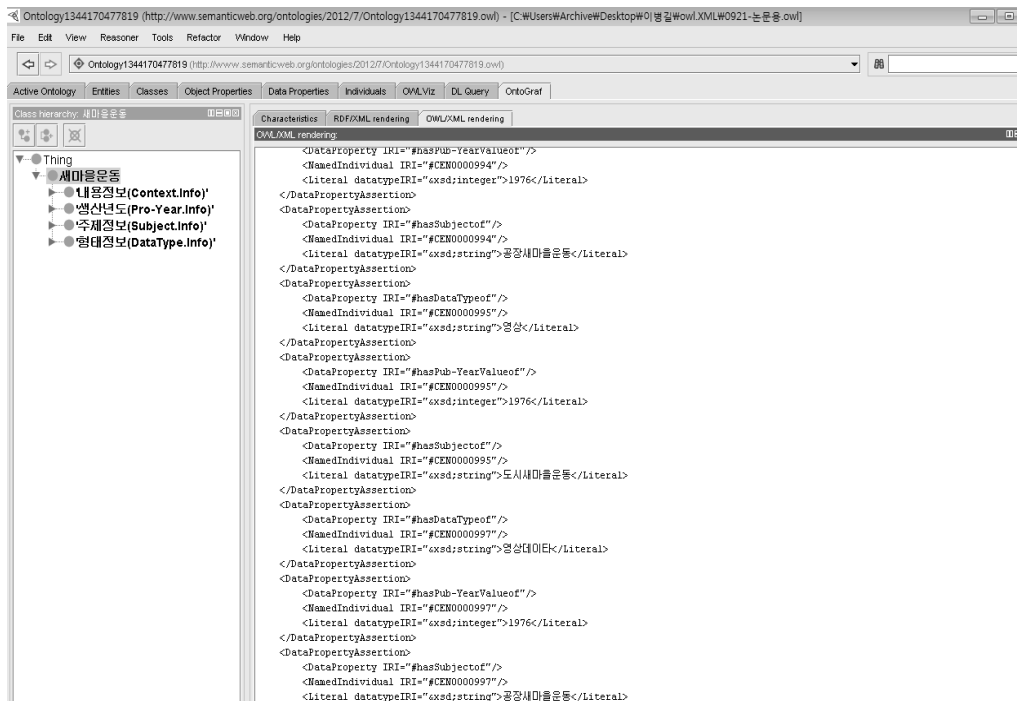 Ontology1344170477819 (http://www.semanticweb.org/ontologies/2012/7/Ontology1344170477819.owl) - [C:₩Users₩Archive₩Desktop₩이병길₩owl.XML₩0921-논문용.owl]
File Edit View Reasoner Tools Refactor Window Help
Ontology1344170477819 (http://www.semanticweb.org/ontologies/2012/7/Ontology1344170477819.owl)
Active Ontology Entities Classes Object Properties Data Properties Individuals OWLViz DL Query OntoGraf
Class hierarchy: 새마을운동
Thing
새마을운동
'내용정보(Context.Info)'
'생산년도(Pro-Year.Info)'
'주제정보(Subject.Info)'
'형태정보(DataType.Info)'
Characteristics RDF/XML rendering OWL/XML rendering
OWL/XML rendering:
<DataProperty IRI="#hasPub-YearValueof"/>
<NamedIndividual IRI="#CEN0000994"/>
<Literal datatypeIRI="&xsd;integer">1976</Literal>
</DataPropertyAssertion>
<DataPropertyAssertion>
<DataProperty IRI="#hasSubjectof"/>
<NamedIndividual IRI="#CEN0000994"/>
<Literal datatypeIRI="&xsd;string">공장새마을운동</Literal>
</DataPropertyAssertion>
<DataPropertyAssertion>
<DataProperty IRI="#hasDataTypeof"/>
<NamedIndividual IRI="#CEN0000995"/>
<Literal datatypeIRI="&xsd;string">영상</Literal>
</DataPropertyAssertion>
<DataPropertyAssertion>
<DataProperty IRI="#hasPub-YearValueof"/>
<NamedIndividual IRI="#CEN0000995"/>
<Literal datatypeIRI="&xsd;integer">1976</Literal>
</DataPropertyAssertion>
<DataPropertyAssertion>
<DataProperty IRI="#hasSubjectof"/>
<NamedIndividual IRI="#CEN0000995"/>
<Literal datatypeIRI="&xsd;string">도시새마을운동</Literal>
</DataPropertyAssertion>
<DataPropertyAssertion>
<DataProperty IRI="#hasDataTypeof"/>
<NamedIndividual IRI="#CEN0000997"/>
<Literal datatypeIRI="&xsd;string">영상데이타</Literal>
</DataPropertyAssertion>
<DataPropertyAssertion>
<DataProperty IRI="#hasPub-YearValueof"/>
<NamedIndividual IRI="#CEN0000997"/>
<Literal datatypeIRI="&xsd;integer">1976</Literal>
</DataPropertyAssertion>
<DataPropertyAssertion>
<DataProperty IRI="#hasSubjectof"/>
<NamedIndividual IRI="#CEN0000997"/>
<Literal datatypeIRI="&xsd;string">공장새마을운동</Literal>